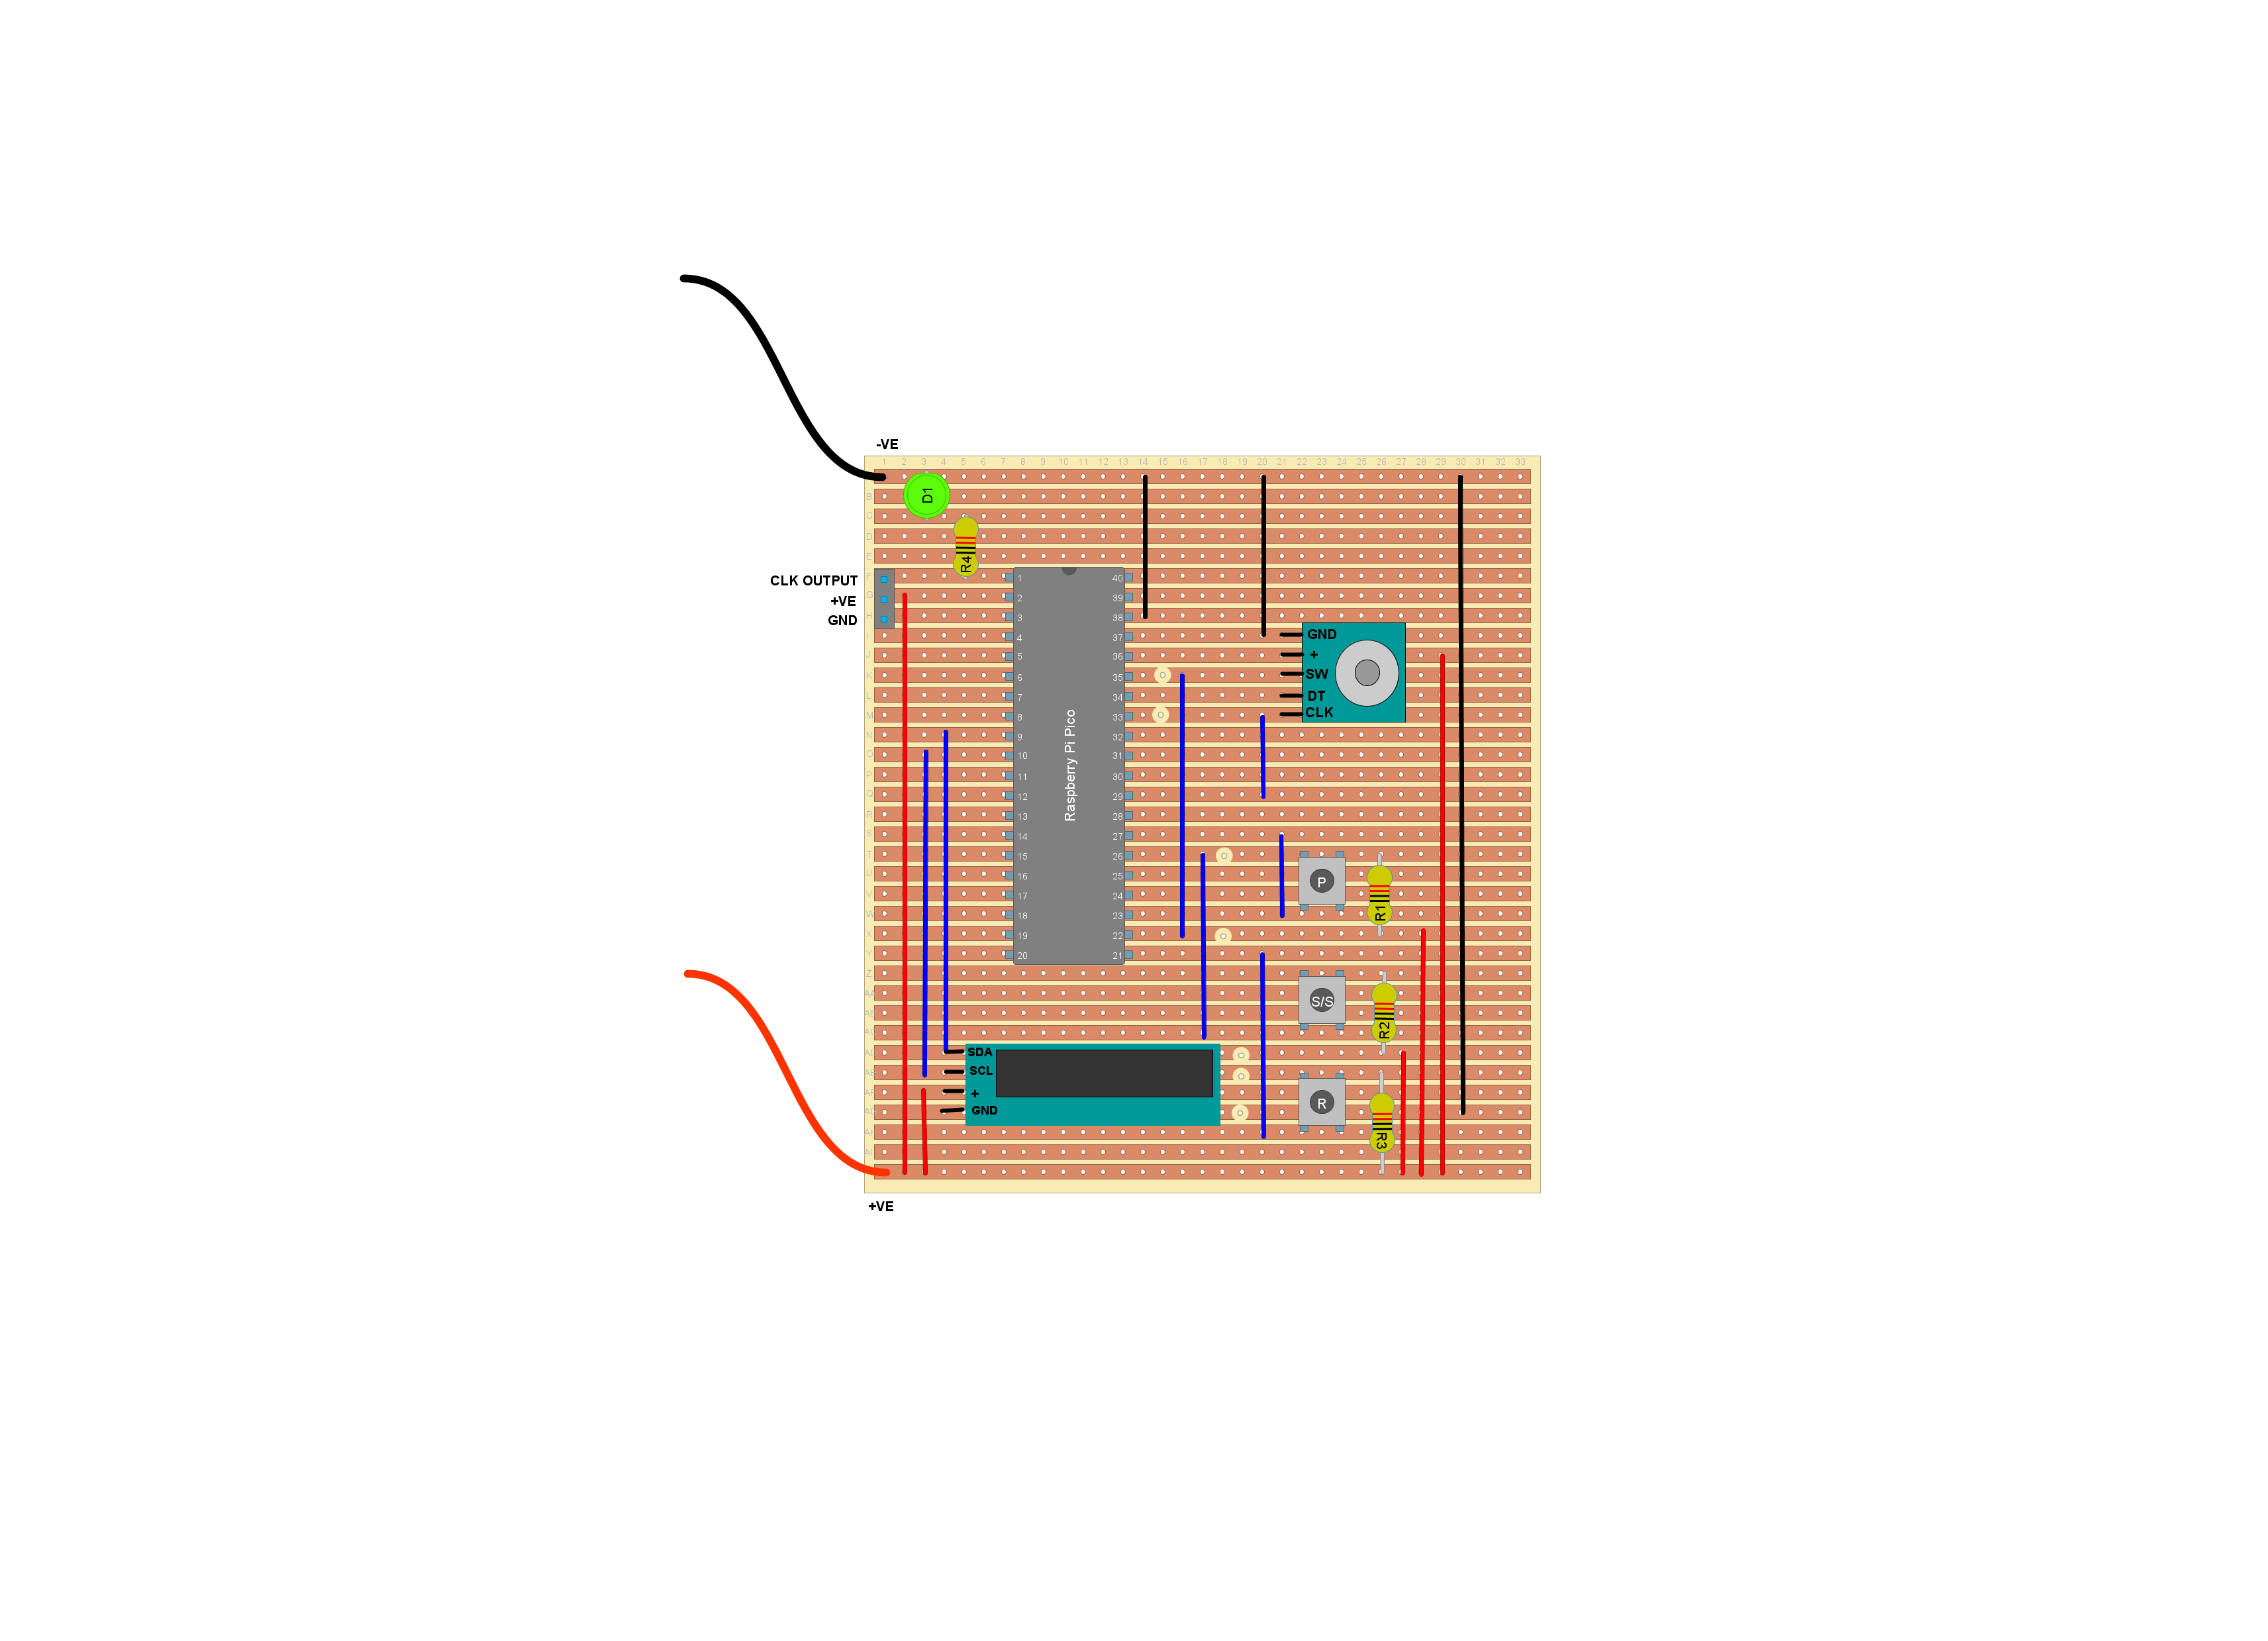 -VE
1 2 3 4 5 6 7 8 9 10 11 12 13 14 15 16 17 18 19 20 21 22 23 24 25 26 27 28 29 30 31 32 33
B
D1
C
D
E
R4
F
CLK OUTPUT
+VE
GND
G
H
I
J
K
L
M
N
O
P
Q
R
S
T
U
V
W
X
Y
Z
1 40
2 39
3 38
4 37
5 36
6 35
7 34
8 33
9 32
10 31
11 30
12 29
13 28
14 27
15 26
16 25
17 24
18 23
19 22
20 21
Raspberry Pi Pico
GND
+
SW
DT
CLK
P
R1
S/S
R2
R
R3
SDA
SCL
+
GND
+VE